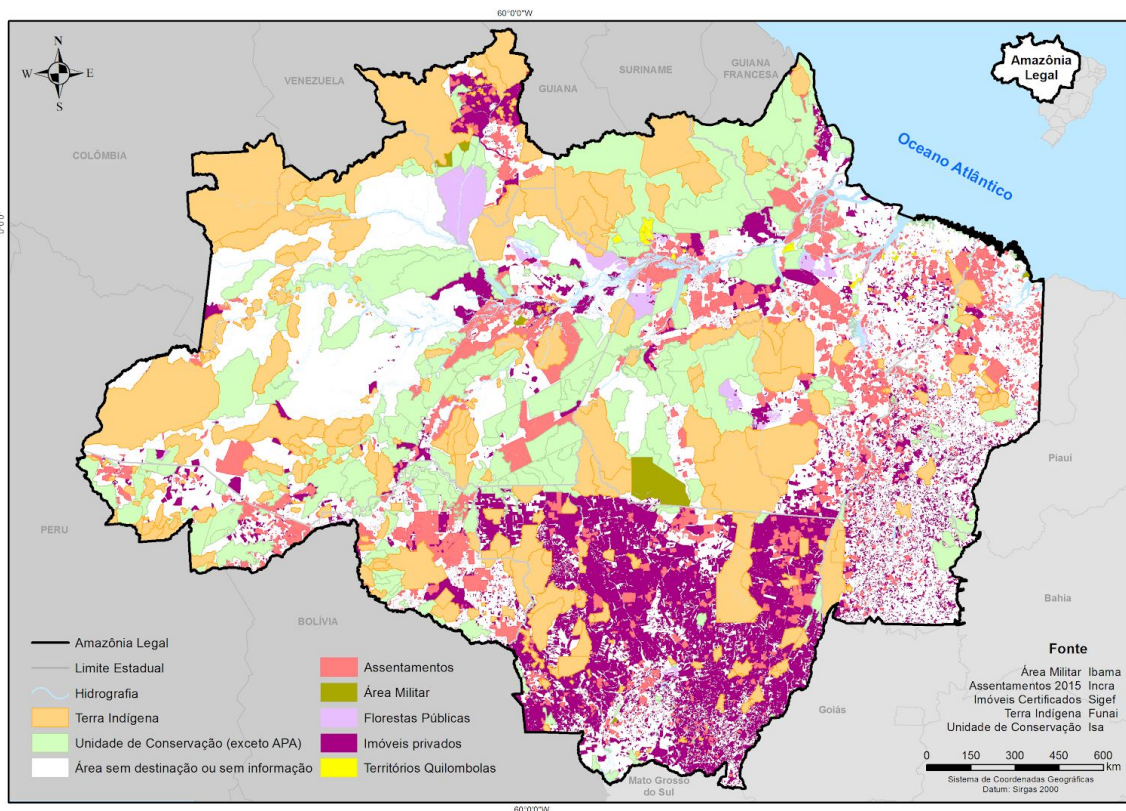 60°0'0"W
N
W E
S
VENEZUELA
GUIANA
SURINAME
GUIANA
FRANCESA
Amazônia
Legal
COLÔMBIA
Oceano Atlântico
0°0'0"
PERU
BOLÍVIA
Piauí
Bahia
Goiás
Mato Grosso
do Sul
Amazônia Legal
Limite Estadual
Hidrografia
Terra Indígena
Unidade de Conservação (exceto APA)
Área sem destinação ou sem informação
Assentamentos
Área Militar
Florestas Públicas
Imóveis privados
Territórios Quilombolas
Fonte
Área Militar Ibama
Assentamentos 2015 Incra
Imóveis Certificados Sigef
Terra Indígena Funai
Unidade de Conservação Isa
0 150 300 450 600
km
Sistema de Coordenadas Geográficas
Datum: Sirgas 2000
60°0'0"W